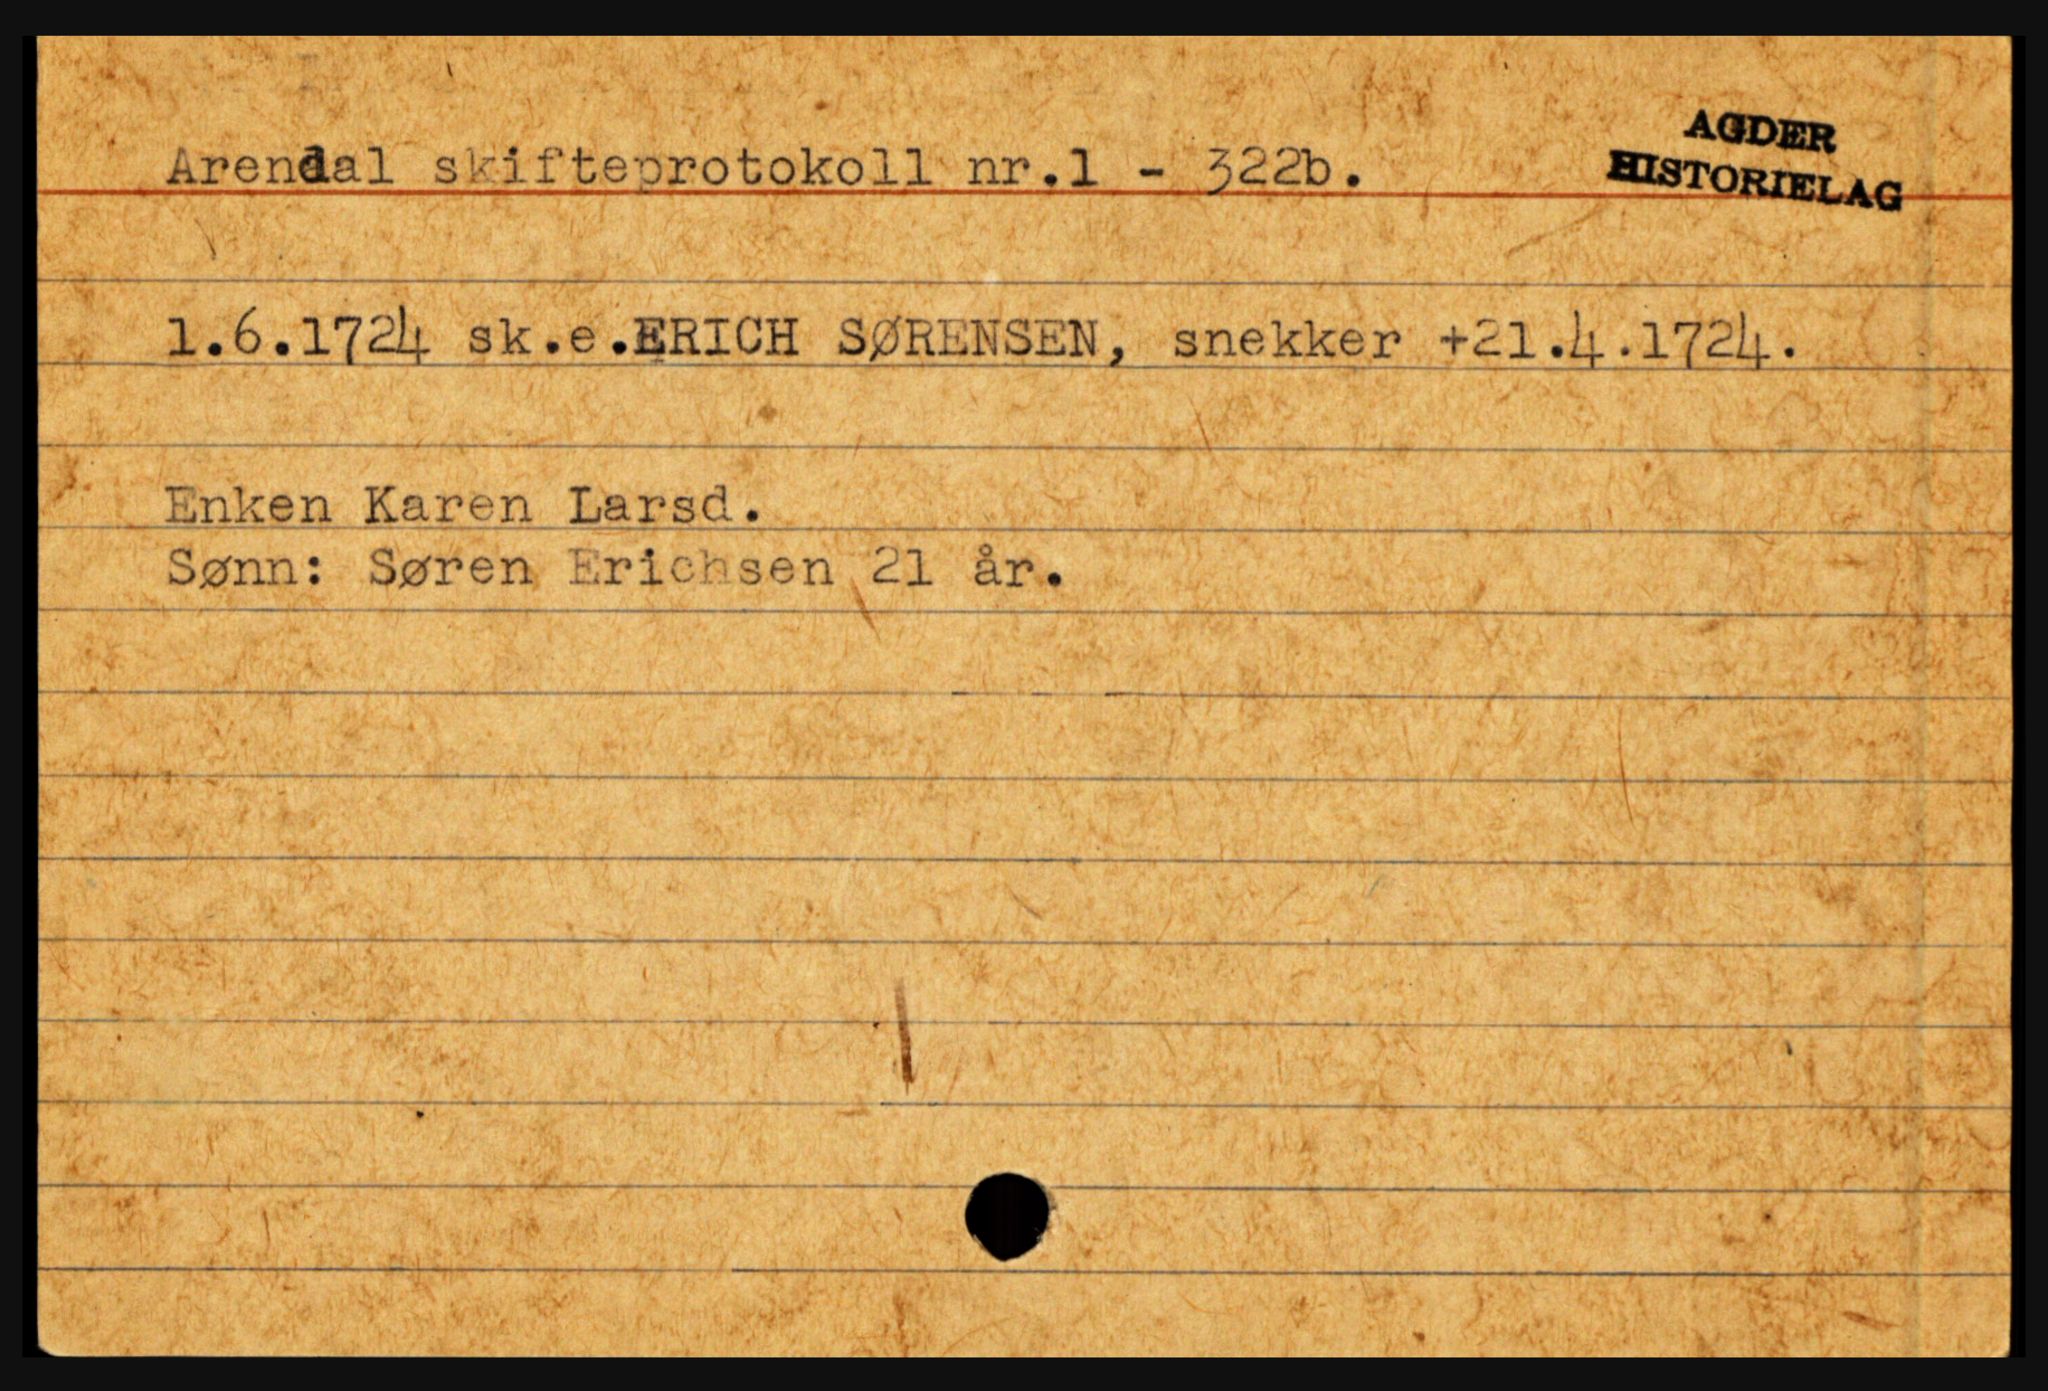 Arendal skifteprotokoll nr.1 - 322b.
AGDER
HISTORIELAG
1.6.1724 sk.e.ERICH SØRENSEN, snekker +21.4.1724.
Enken Karen Larsd.
Sønn: Søren Erichsen 21 år.